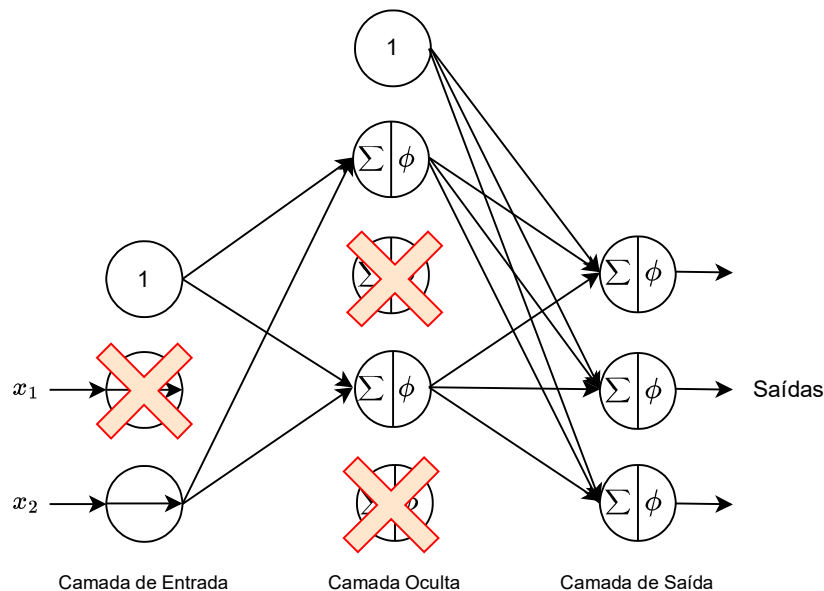 1
∑ ϕ
1
∑ ϕ
x₁
∑ ϕ
∑ ϕ
Saídas
x₂
∑ ϕ
Camada de Entrada
Camada Oculta
Camada de Saída